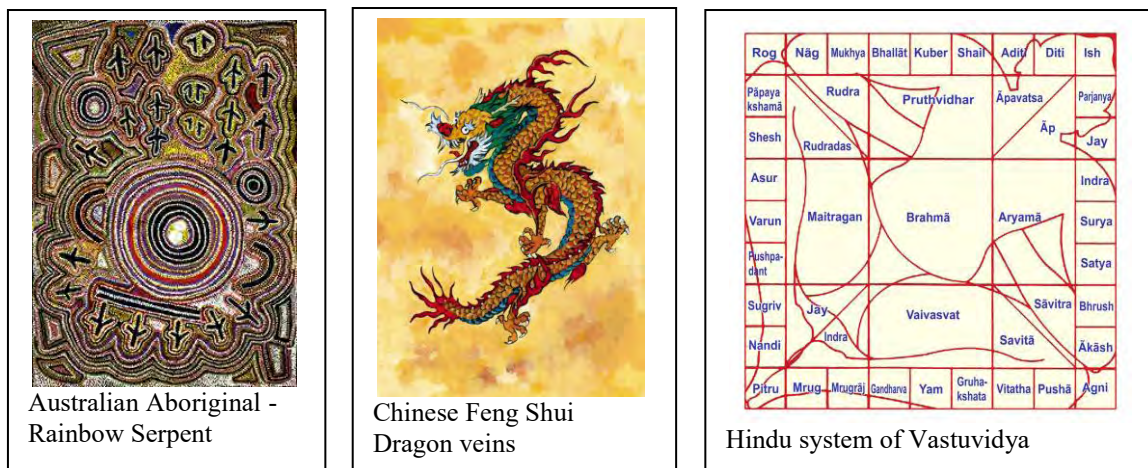 Australian Aboriginal -
Rainbow Serpent
Chinese Feng Shui
Dragon veins
Rog Nāg Mukhya Bhallāt Kuber Shail Aditi Diti Ish
Pāpaya
kshamā
Rudra
Pruthvidhar
Āpavatsa
Parjanya
Āp
Shesh
Rudradas
Jay
Asur
Indra
Varun
Maitragan
Brahmā
Aryamā
Surya
Pushpa-
dant
Satya
Sugriv
Jay
Vaivasvat
Sāvitra
Bhrush
Nandi
Indra
Savitā
Ākāsh
Pitru Mrug Mrugrāj Gandharva Yam Gruha-
kshata
Vitatha Pushā Agni
Hindu system of Vastuvidya